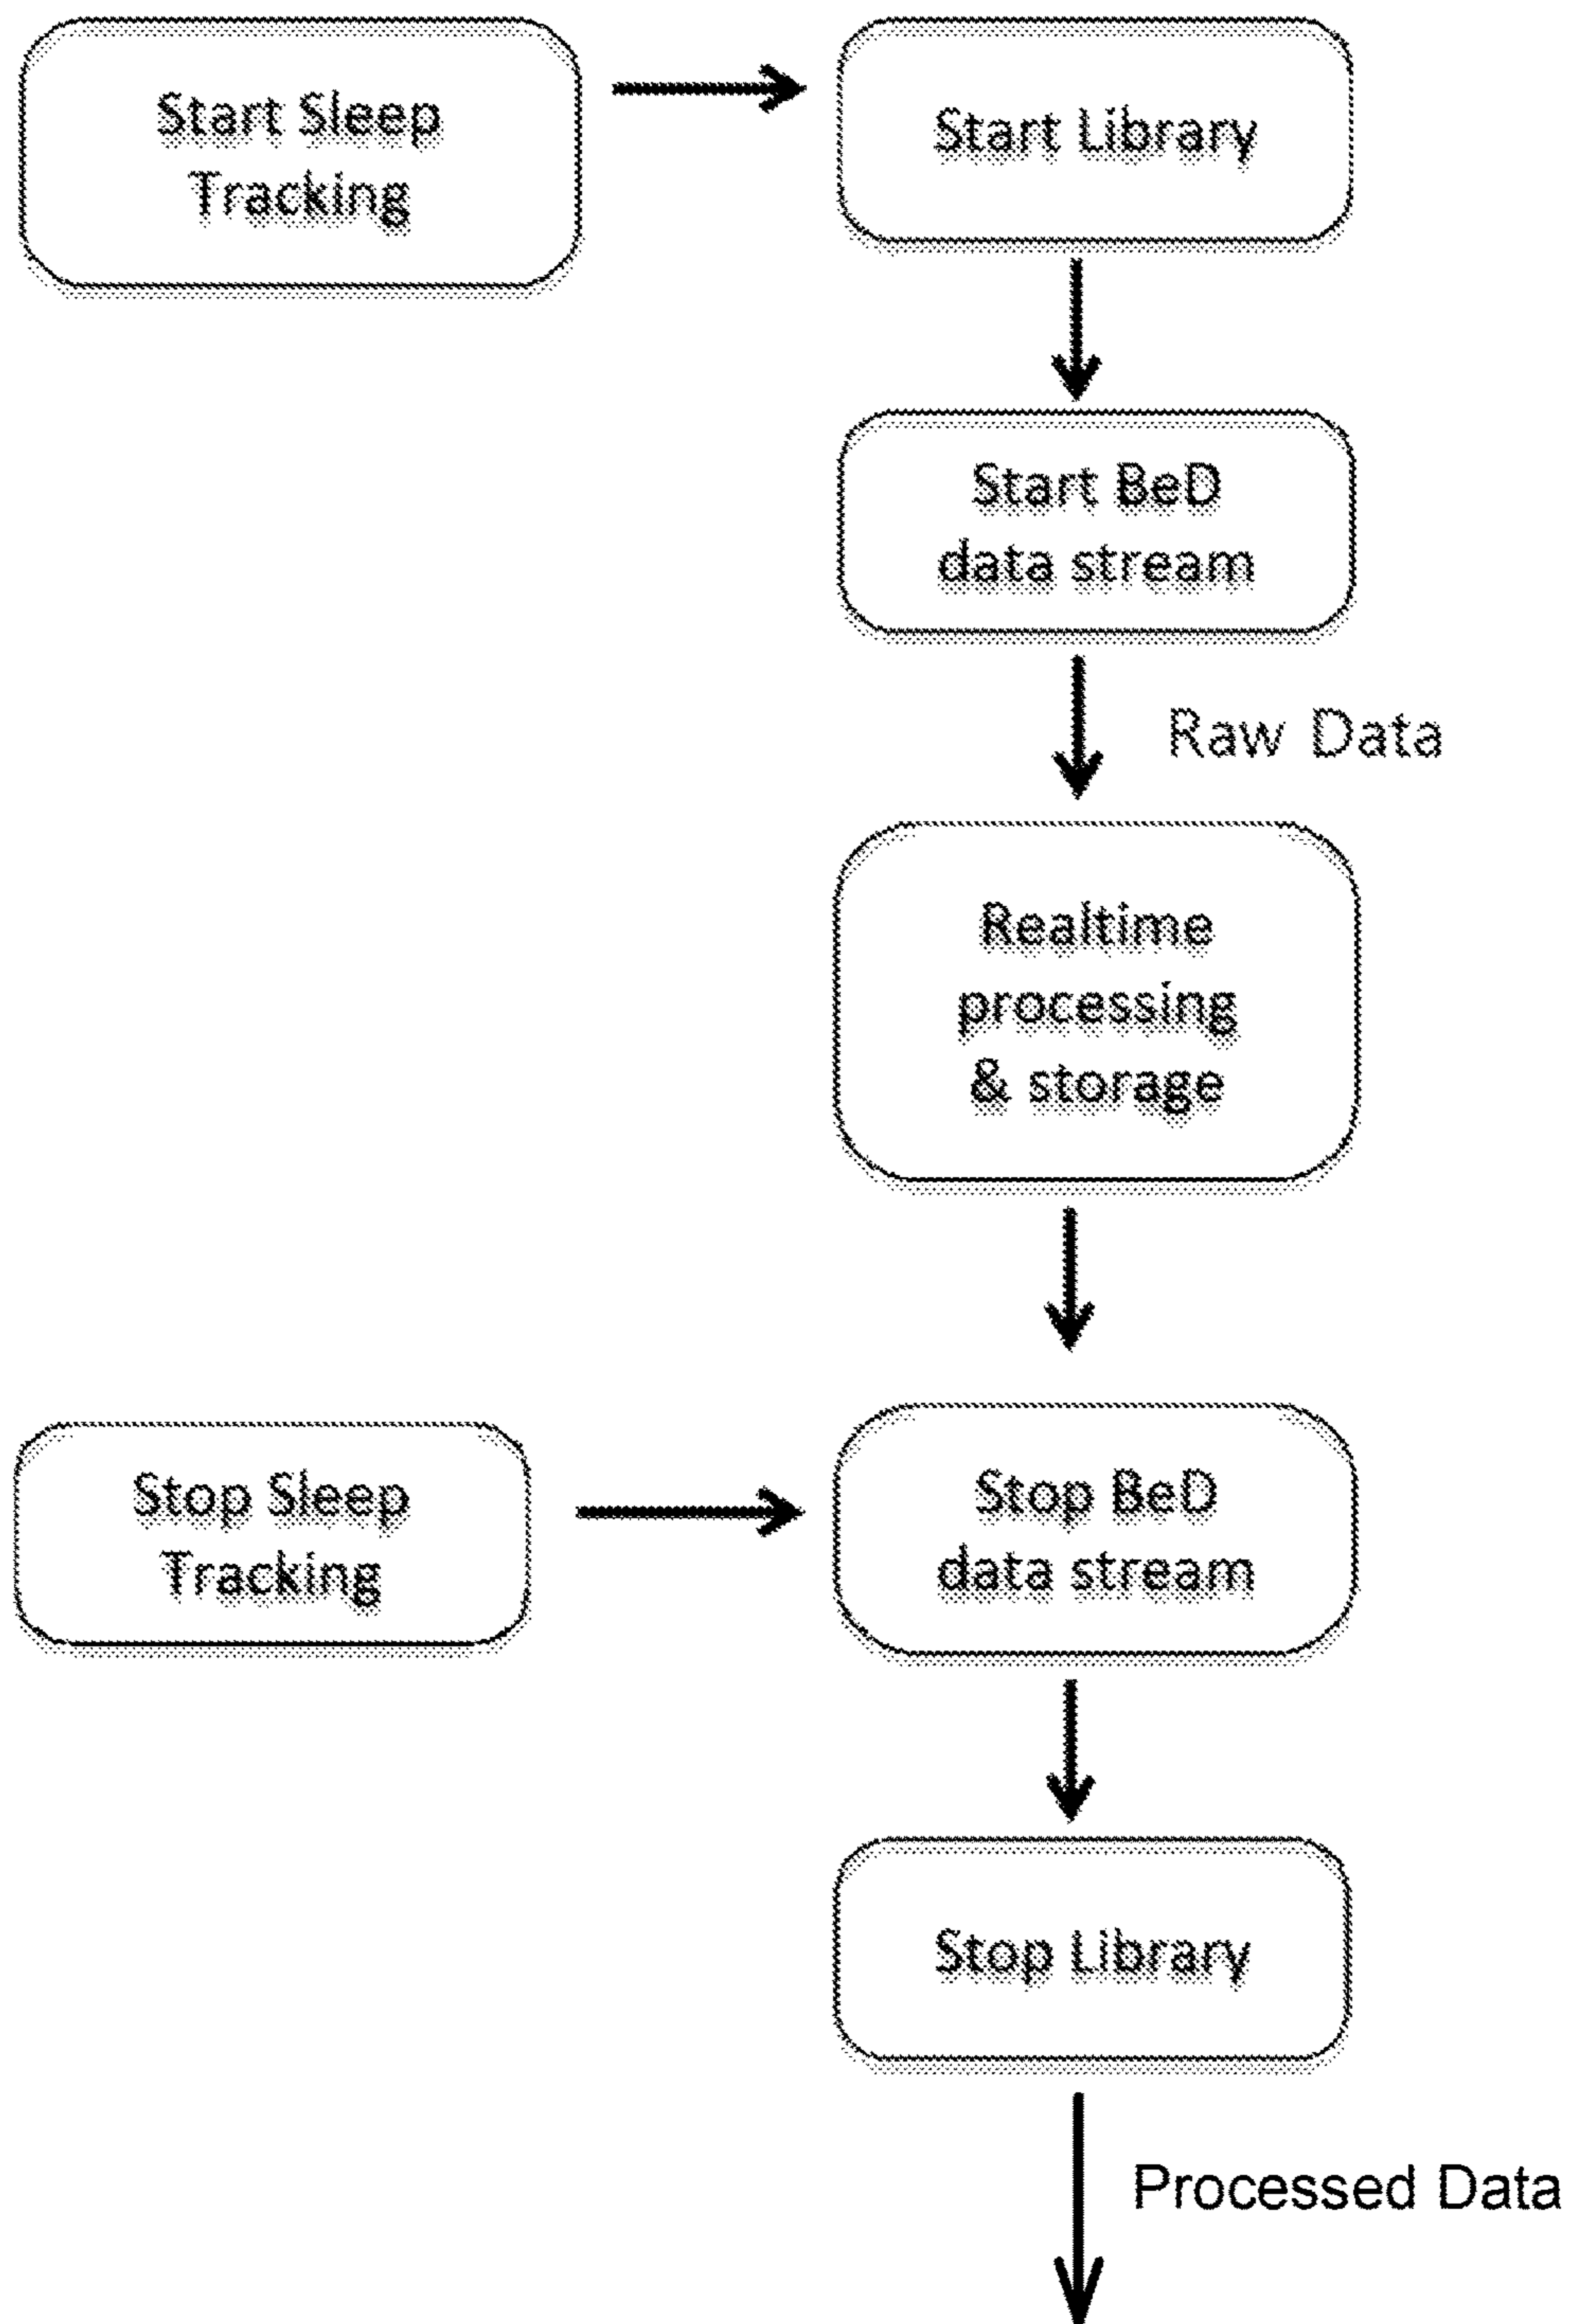 Start Sleep
Tracking
Start Library
Start BeD
data stream
Raw Data
Realtime
processing
& storage
Stop Sleep
Tracking
Stop BeD
data stream
Stop Library
Processed Data